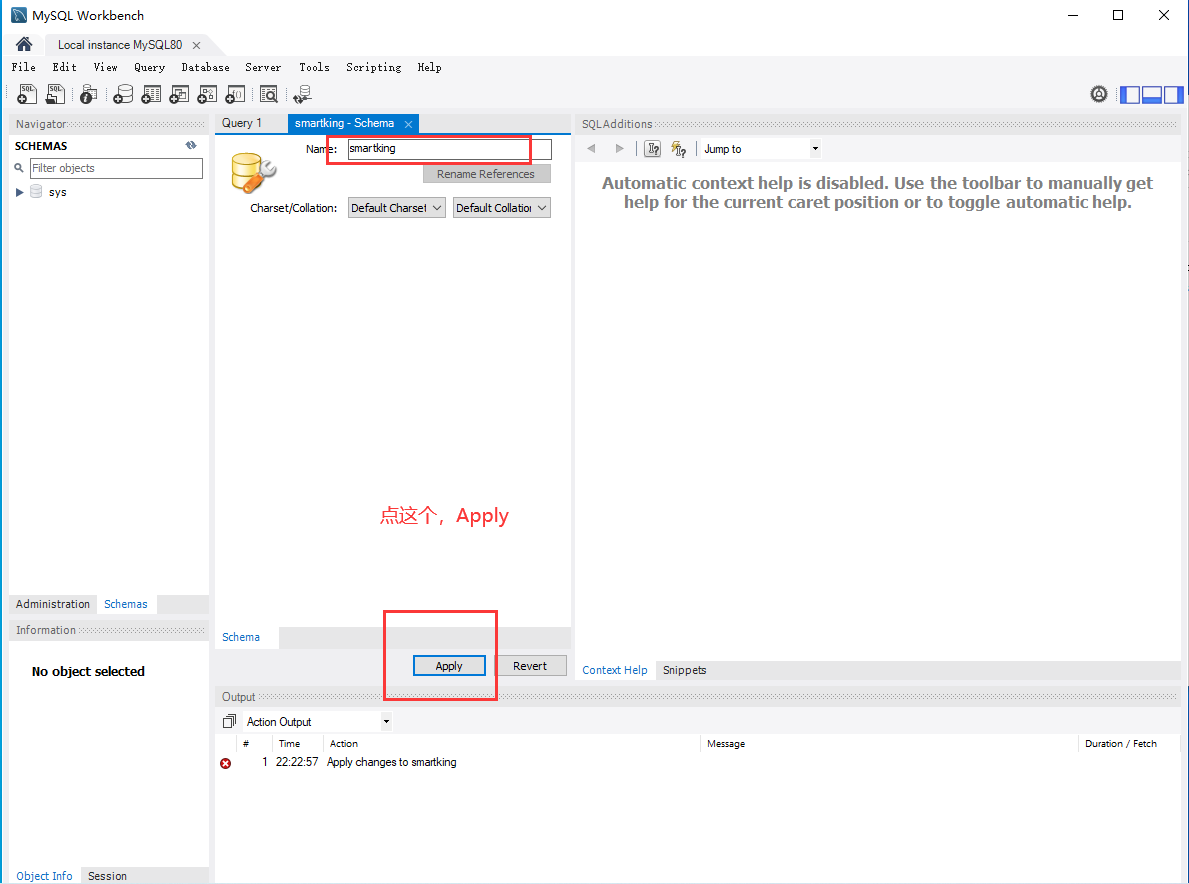 MySQL Workbench
Local instance MySQL80
File Edit View Query Database Server Tools Scripting Help
Navigator
SCHEMAS
Filter objects
sys
Administration Schemas
Information
No object selected
Object Info Session
Query 1 smartking - Schema
Name: smartking
Rename References
Charset/Collation: Default Charset Default Collation
点这个，Apply
Schema
Apply Revert
SQLAdditions
Jump to
Automatic context help is disabled. Use the toolbar to manually get
help for the current caret position or to toggle automatic help.
Context Help Snippets
Output
Action Output
# Time Action Message Duration / Fetch
1 22:22:57 Apply changes to smartking